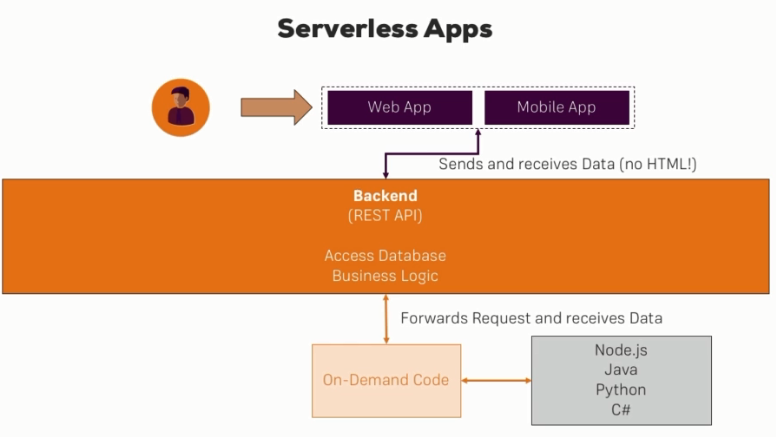 Serverless Apps
Web App
Mobile App
Sends and receives Data (no HTML!)
Backend
(REST API)
Access Database
Business Logic
Forwards Request and receives Data
On-Demand Code
Node.js
Java
Python
C#